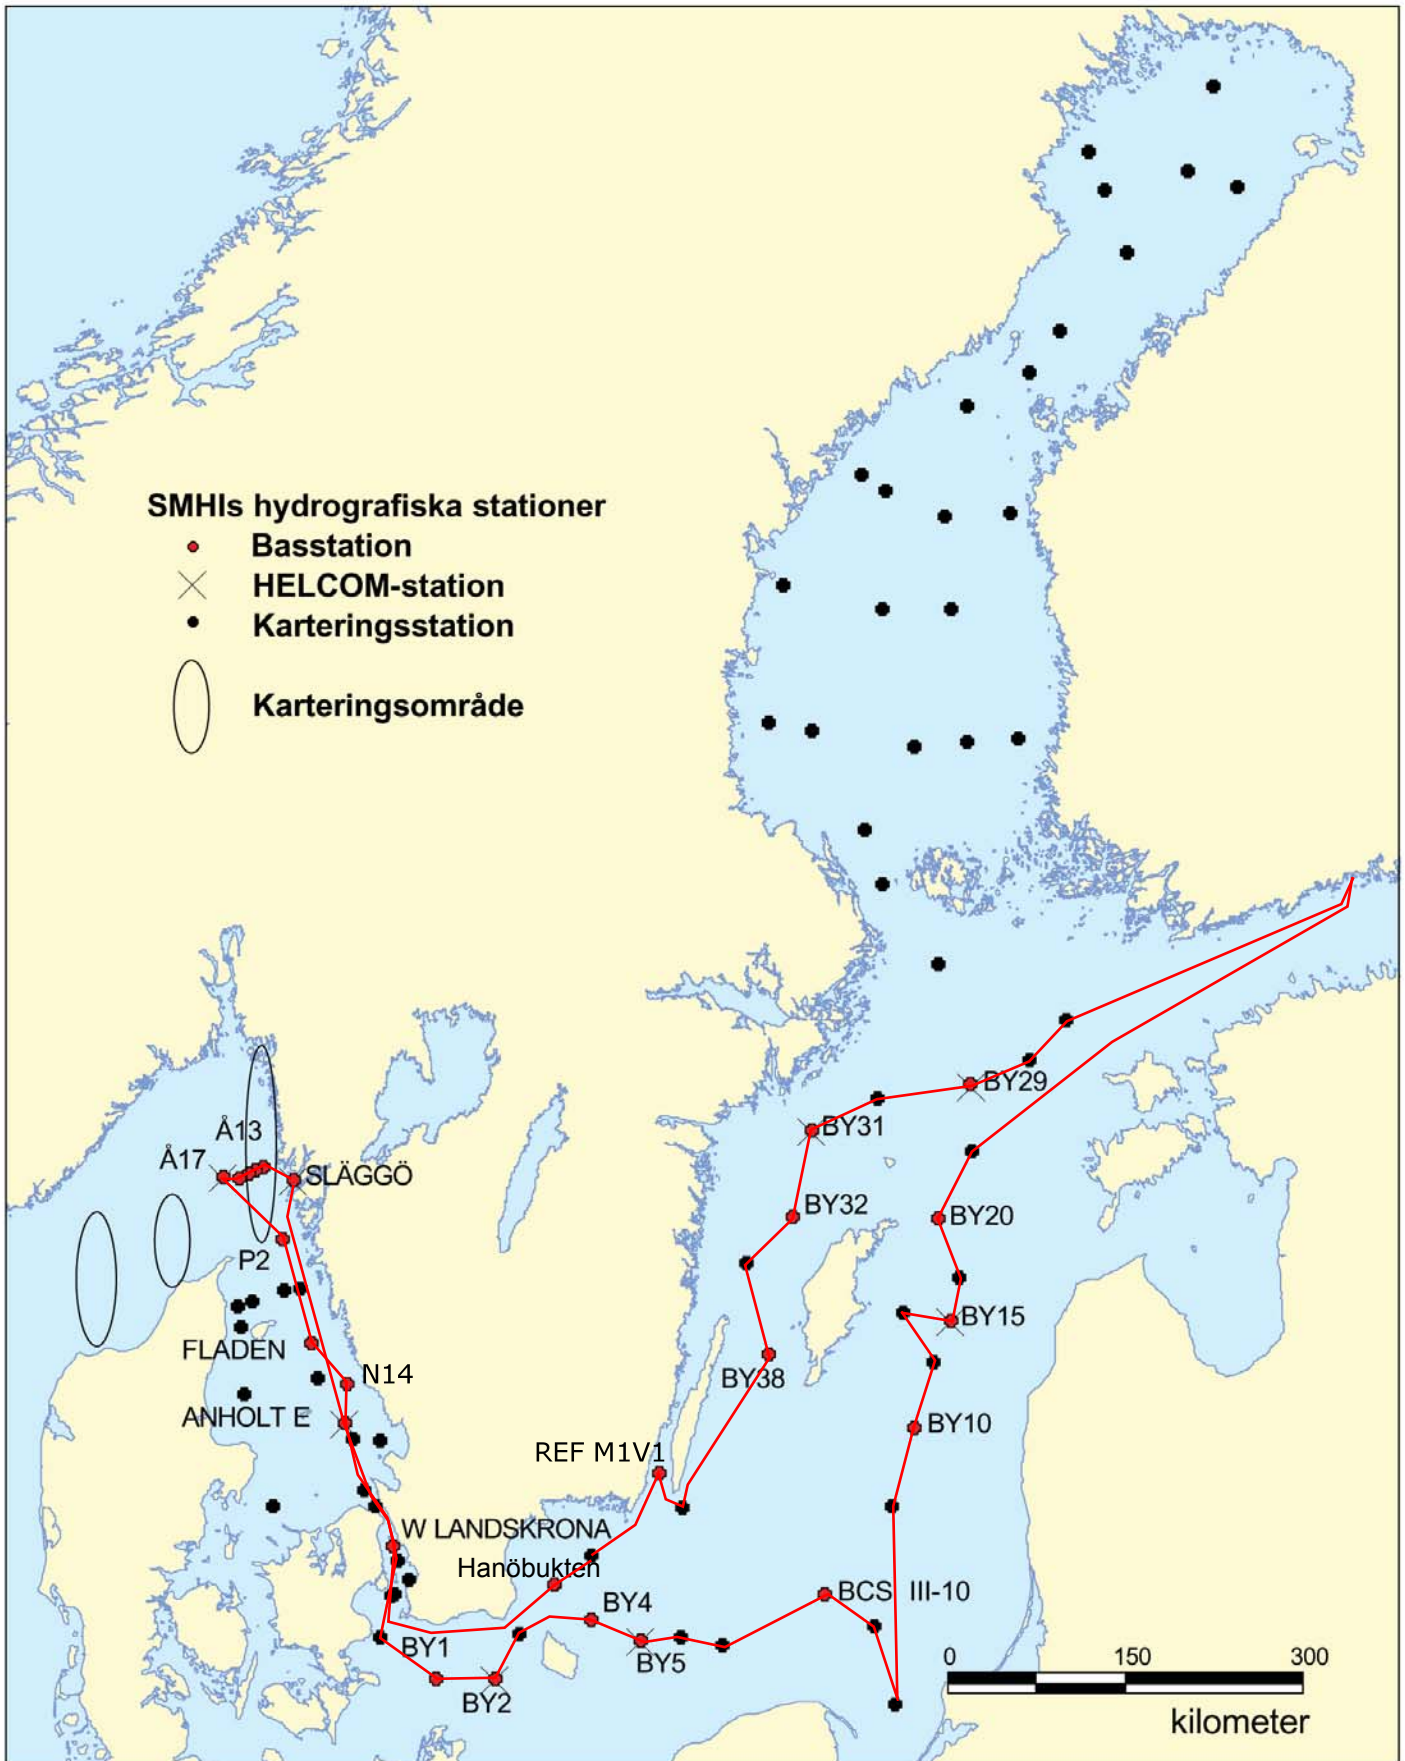 SMHIs hydrografiska stationer
Basstation
HELCOM-station
Karteringsstation
Karteringsområde
BY29
Å13
BY31
Å17
SLÄGGÖ
BY32
BY20
P2
BY15
FLADEN
N14
BY38
ANHOLT E
BY10
REF M1V1
W LANDSKRONA
Hanöbukten
BCS III-10
BY4
BY1
BY5
0 150 300
BY2
kilometer